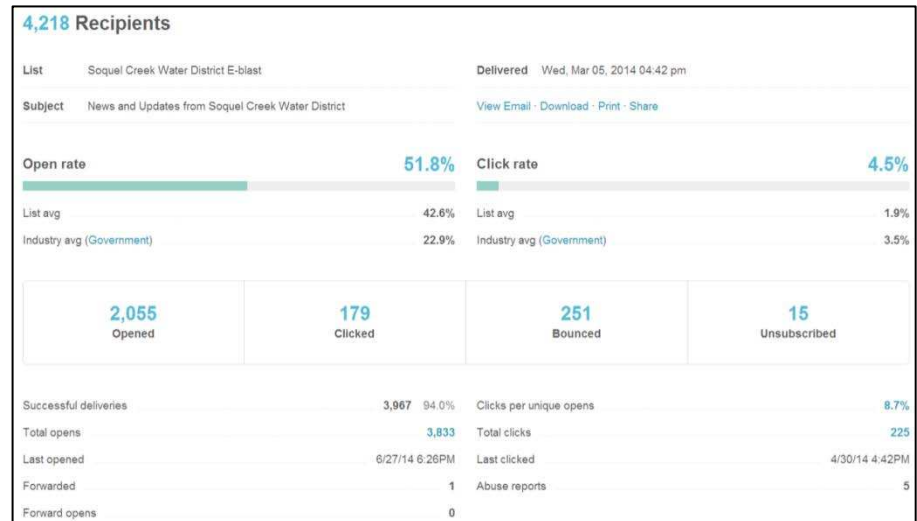 4,218 Recipients
List Soquel Creek Water District E-blast Delivered Wed, Mar 05, 2014 04:42 pm
Subject News and Updates from Soquel Creek Water District View Email · Download · Print · Share
Open rate 51.8% Click rate 4.5%
List avg 42.6% List avg 1.9%
Industry avg (Government) 22.9% Industry avg (Government) 3.5%
2,055 179 251 15
Opened Clicked Bounced Unsubscribed
Successful deliveries 3,967 94.0% Clicks per unique opens 8.7%
Total opens 3,833 Total clicks 225
Last opened 6/27/14 6:26PM Last clicked 4/30/14 4:42PM
Forwarded 1 Abuse reports 5
Forward opens 0